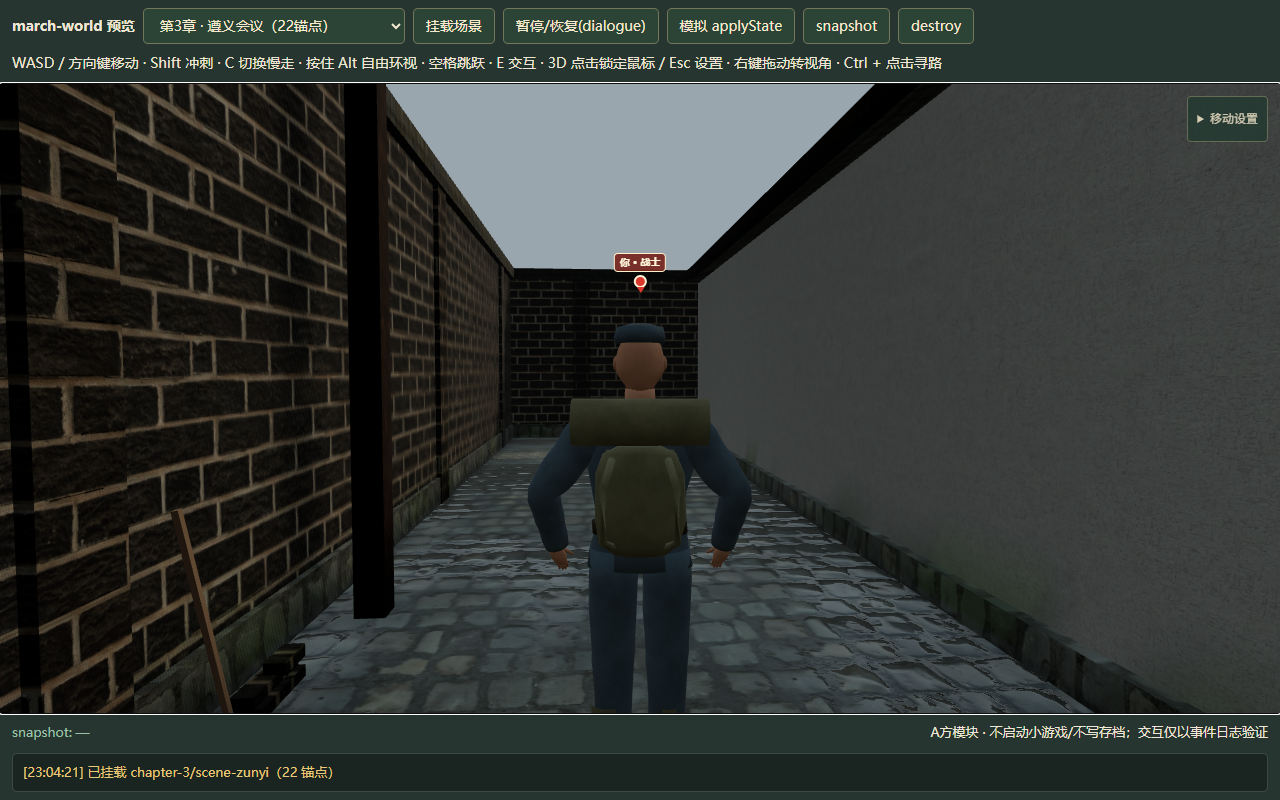 march-world 预览 第3章 · 遵义会议（22锚点） 挂载场景 暂停/恢复(dialogue) 模拟 applyState snapshot destroy
WASD / 方向键移动 · Shift 冲刺 · C 切换慢走 · 按住 Alt 自由环视 · 空格跳跃 · E 交互 · 3D 点击锁定鼠标 / Esc 设置 · 右键拖动转视角 · Ctrl + 点击寻路
▸ 移动设置
你 · 战士
snapshot: — A方模块 · 不启动小游戏/不写存档；交互仅以事件日志验证
[23:04:21] 已挂载 chapter-3/scene-zunyi（22 锚点）